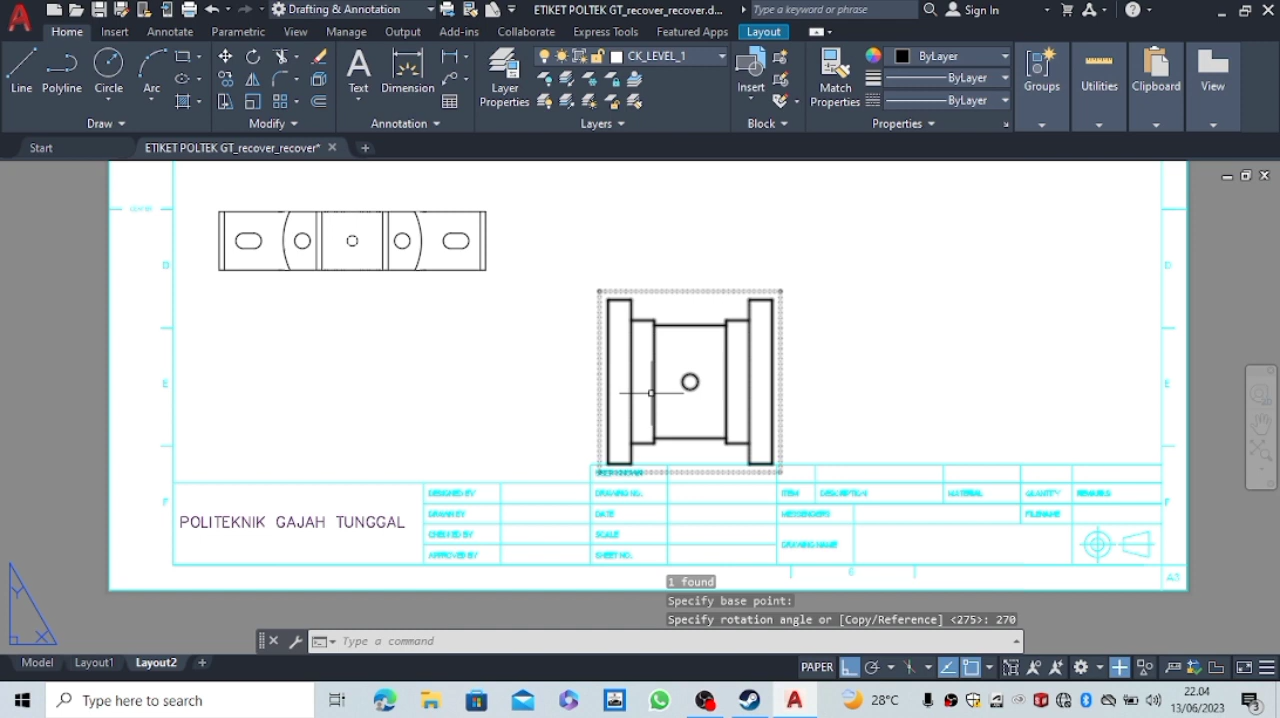 Drafting & Annotation
ETIKET POLTEK GT_recover_recover.d...
Type a keyword or phrase
Sign In
Home Insert Annotate Parametric View Manage Output Add-ins Collaborate Express Tools Featured Apps Layout
Line Polyline Circle Arc
Text Dimension
Layer Properties
CK_LEVEL_1
Insert
Match Properties
ByLayer
ByLayer
ByLayer
Groups Utilities Clipboard View
Draw Modify Annotation Layers Block Properties
Start ETIKET POLTEK GT_recover_recover*
D D
E E
F F
DESIGNED BY DRAWING NO. ITEM DESCRIPTION MATERIAL QUANTITY REMARKS
DRAWN BY DATE MESSENGERS FILENAME
POLITEKNIK GAJAH TUNGGAL
CHECKED BY SCALE DRAWING NAME
APPROVED BY SHEET NO.
6 A3
Y
X
1 found
Specify base point:
Specify rotation angle or [Copy/Reference] <275>: 270
Type a command
Model Layout1 Layout2 PAPER
Type here to search
28°C
22.04
13/06/2023
3